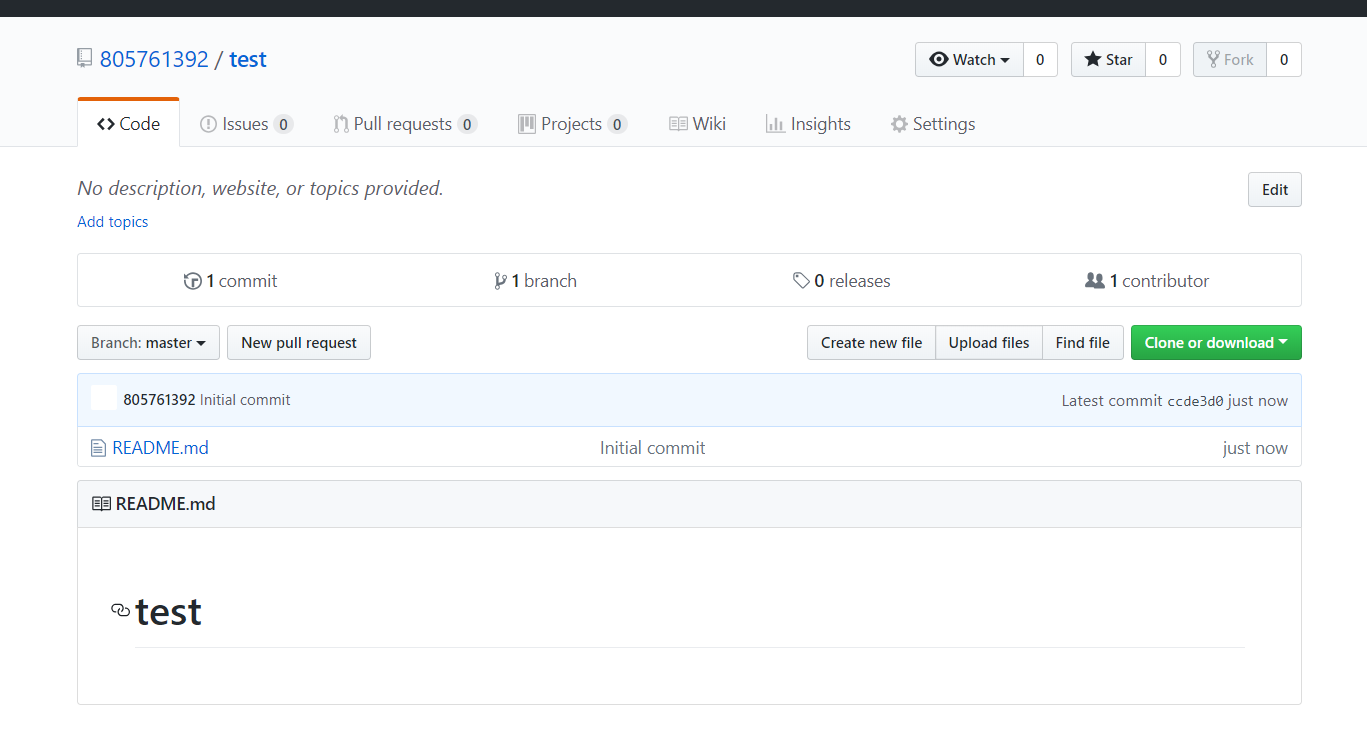 805761392 / test
Watch 0 Star 0 Fork 0
Code Issues 0 Pull requests 0 Projects 0 Wiki Insights Settings
No description, website, or topics provided. Edit
Add topics
1 commit 1 branch 0 releases 1 contributor
Branch: master New pull request Create new file Upload files Find file Clone or download
805761392 Initial commit Latest commit ccde3d0 just now
README.md Initial commit just now
README.md
test